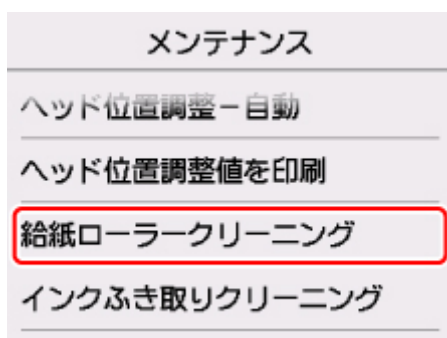 メンテナンス
ヘッド位置調整－自動
ヘッド位置調整値を印刷
給紙ローラークリーニング
インクふき取りクリーニング